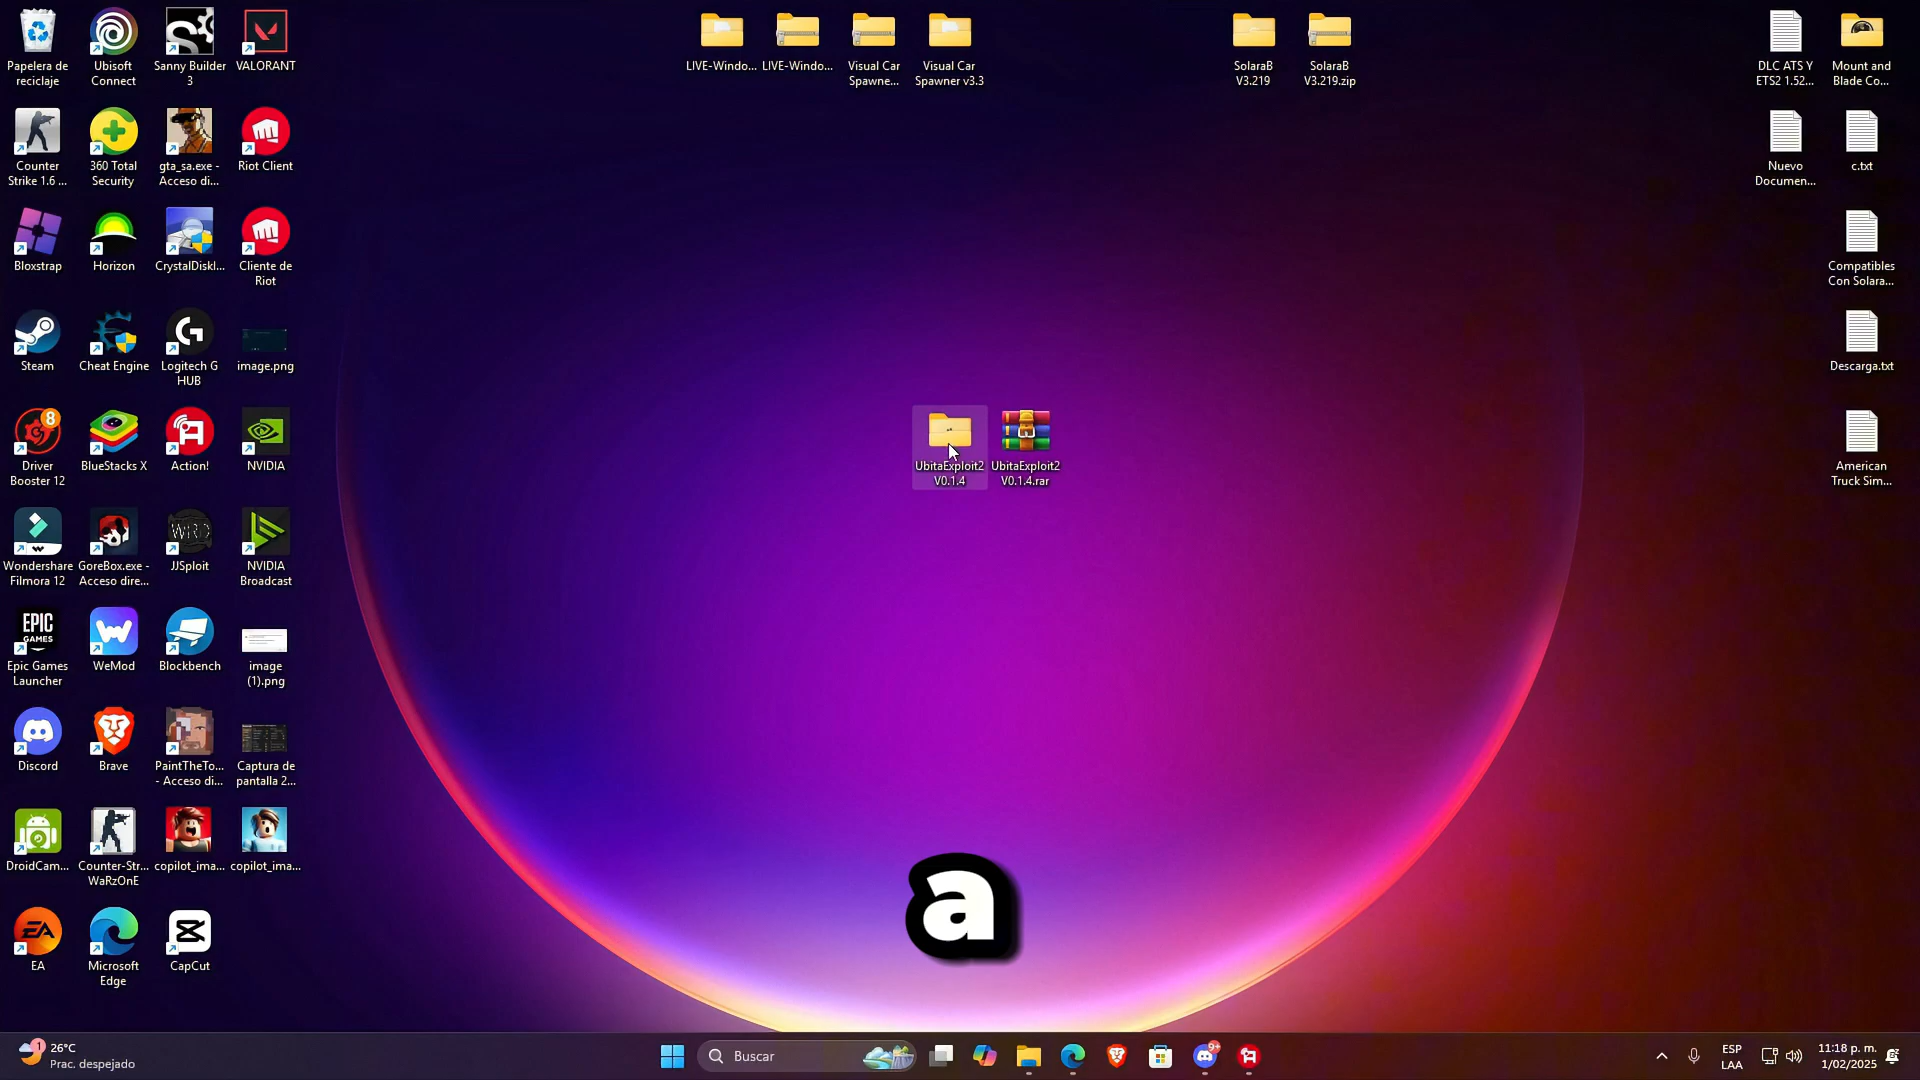 Papelera de
reciclaje
Ubisoft
Connect
Sanny Builder
3
VALORANT
LIVE-Windo...
LIVE-Windo...
Visual Car
Spawne...
Visual Car
Spawner v3.3
SolaraB
V3.219
SolaraB
V3.219.zip
DLC ATS Y
ETS2 1.52...
Mount and
Blade Co...
Counter
Strike 1.6 ...
360 Total
Security
gta_sa.exe -
Acceso di...
Riot Client
Nuevo
Documen...
c.txt
Bloxstrap
Horizon
CrystalDiskI...
Cliente de
Riot
Compatibles
Con Solara...
Steam
Cheat Engine
Logitech G
HUB
image.png
Descarga.txt
8
Driver
Booster 12
BlueStacks X
Action!
NVIDIA
UbitaExploit2
V0.1.4
UbitaExploit2
V0.1.4.rar
American
Truck Sim...
Wondershare
Filmora 12
GoreBox.exe -
Acceso dire...
WRD
JJSploit
NVIDIA
Broadcast
EPIC
GAMES
Epic Games
Launcher
WeMod
Blockbench
image
(1).png
Discord
Brave
PaintTheTo...
- Acceso di...
Captura de
pantalla 2...
DroidCam...
Counter-Str...
WaRzOnE
copilot_ima...
copilot_ima...
a
EA
EA
Microsoft
Edge
CapCut
1
26°C
Prac. despejado
Buscar
9+
ESP
LAA
11:18 p. m.
1/02/2025